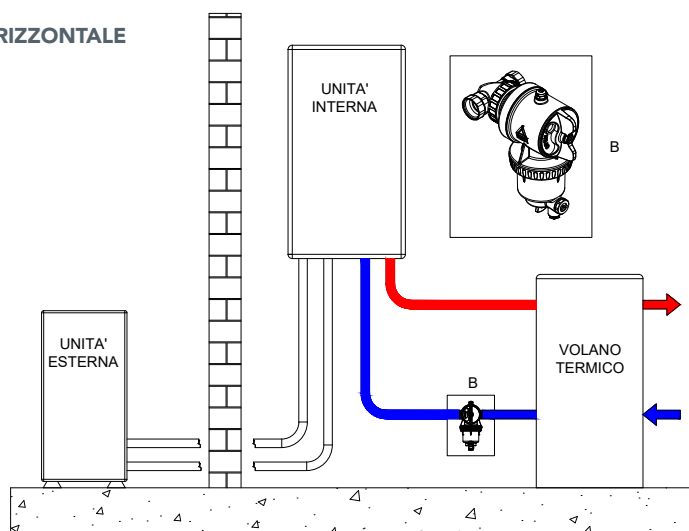 RIZZONTALE
UNITA'
INTERNA
B
UNITA'
ESTERNA
VOLANO
TERMICO
B